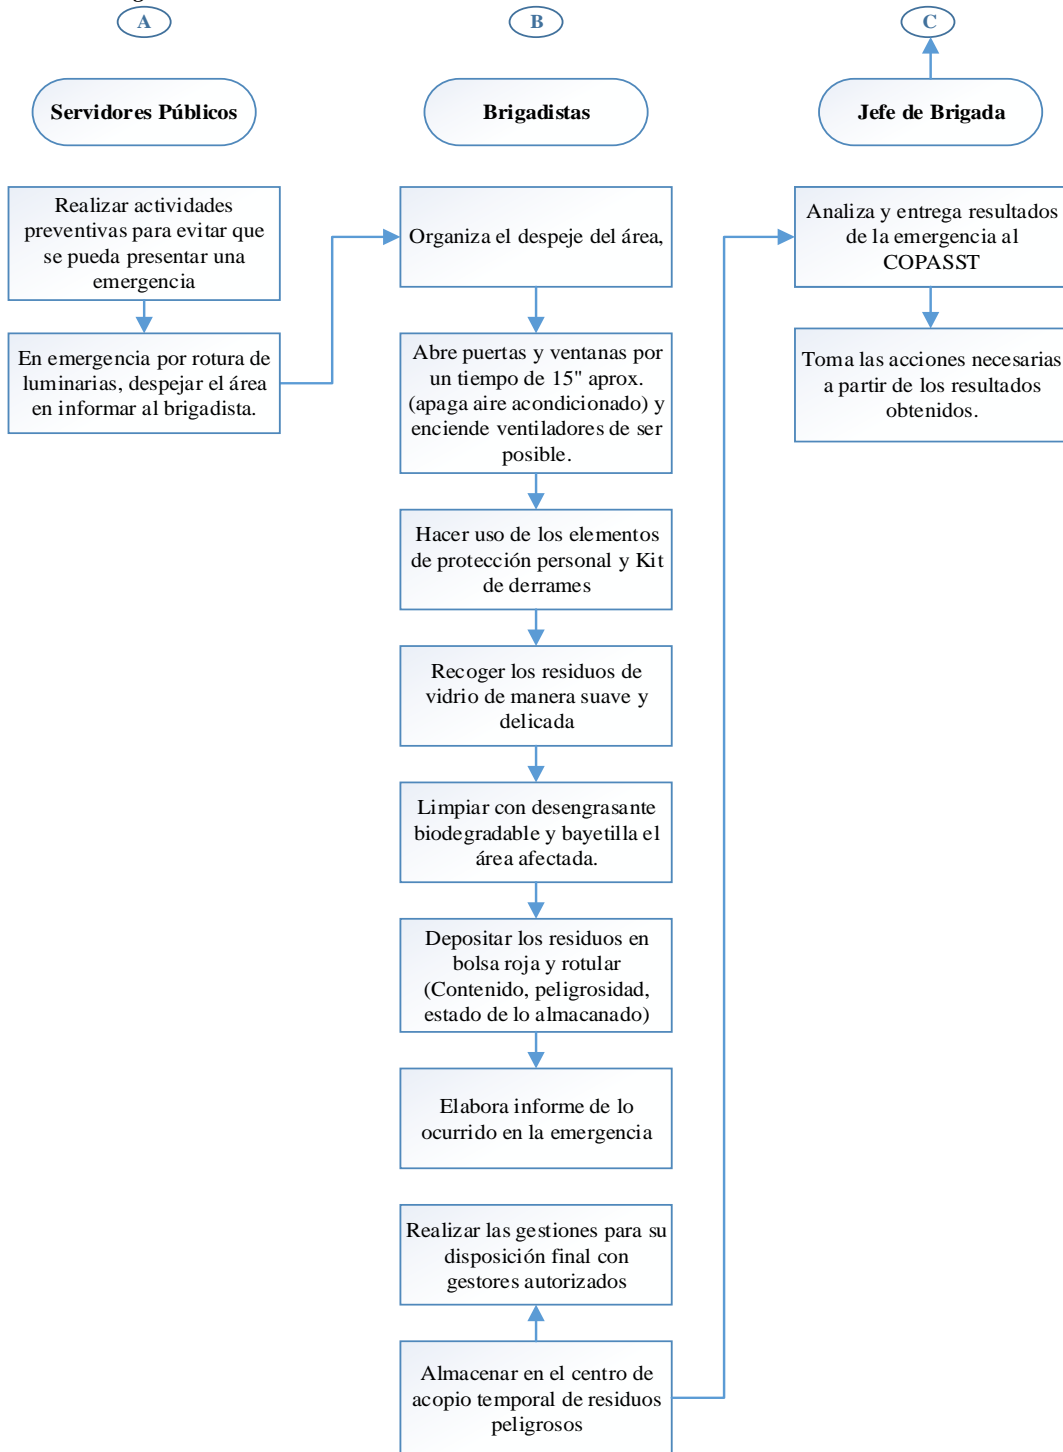 A
B
C
Servidores Públicos
Brigadistas
Jefe de Brigada
Realizar actividades
preventivas para evitar que
se pueda presentar una
emergencia
En emergencia por rotura de
luminarias, despejar el área
en informar al brigadista.
Organiza el despeje del área,
Abre puertas y ventanas por
un tiempo de 15" aprox.
(apaga aire acondicionado) y
enciende ventiladores de ser
posible.
Hacer uso de los elementos
de protección personal y Kit
de derrames
Recoger los residuos de
vidrio de manera suave y
delicada
Limpiar con desengrasante
biodegradable y bayetilla el
área afectada.
Depositar los residuos en
bolsa roja y rotular
(Contenido, peligrosidad,
estado de lo almacanado)
Elabora informe de lo
ocurrido en la emergencia
Realizar las gestiones para su
disposición final con
gestores autorizados
Almacenar en el centro de
acopio temporal de residuos
peligrosos
Analiza y entrega resultados
de la emergencia al
COPASST
Toma las acciones necesarias
a partir de los resultados
obtenidos.